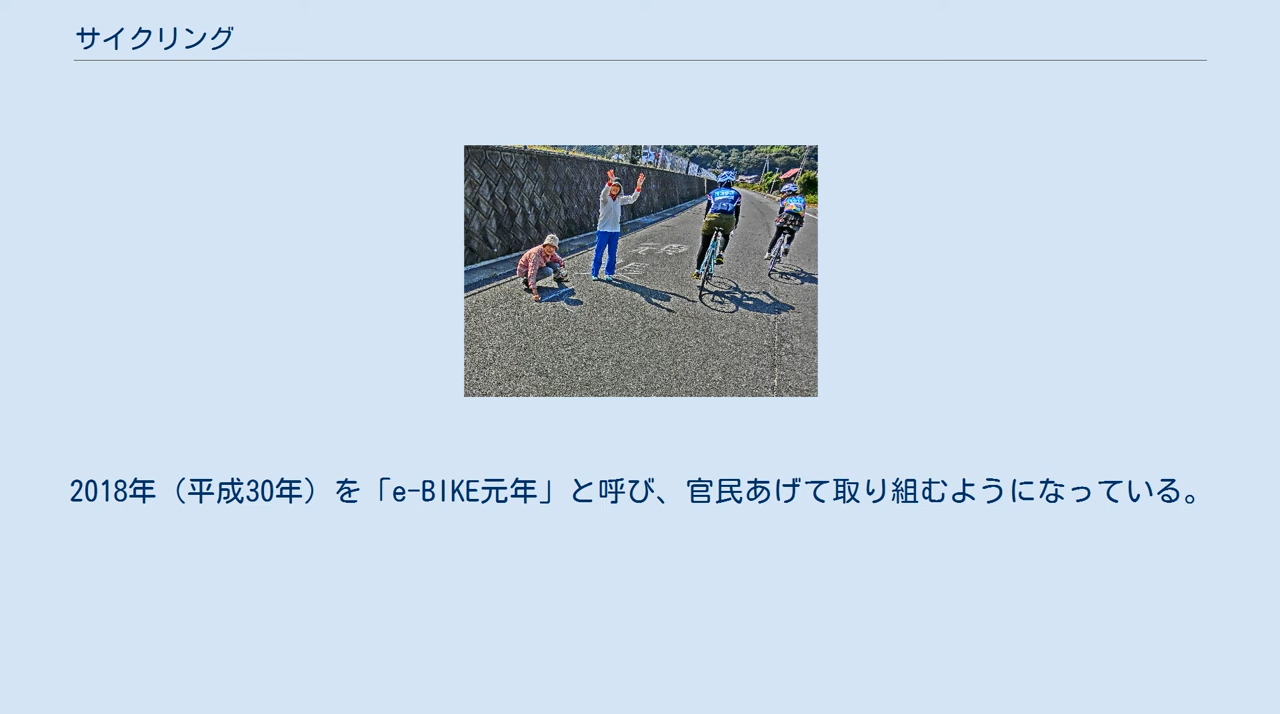 サイクリング
2018年（平成30年）を「e-BIKE元年」と呼び、官民あげて取り組むようになっている。